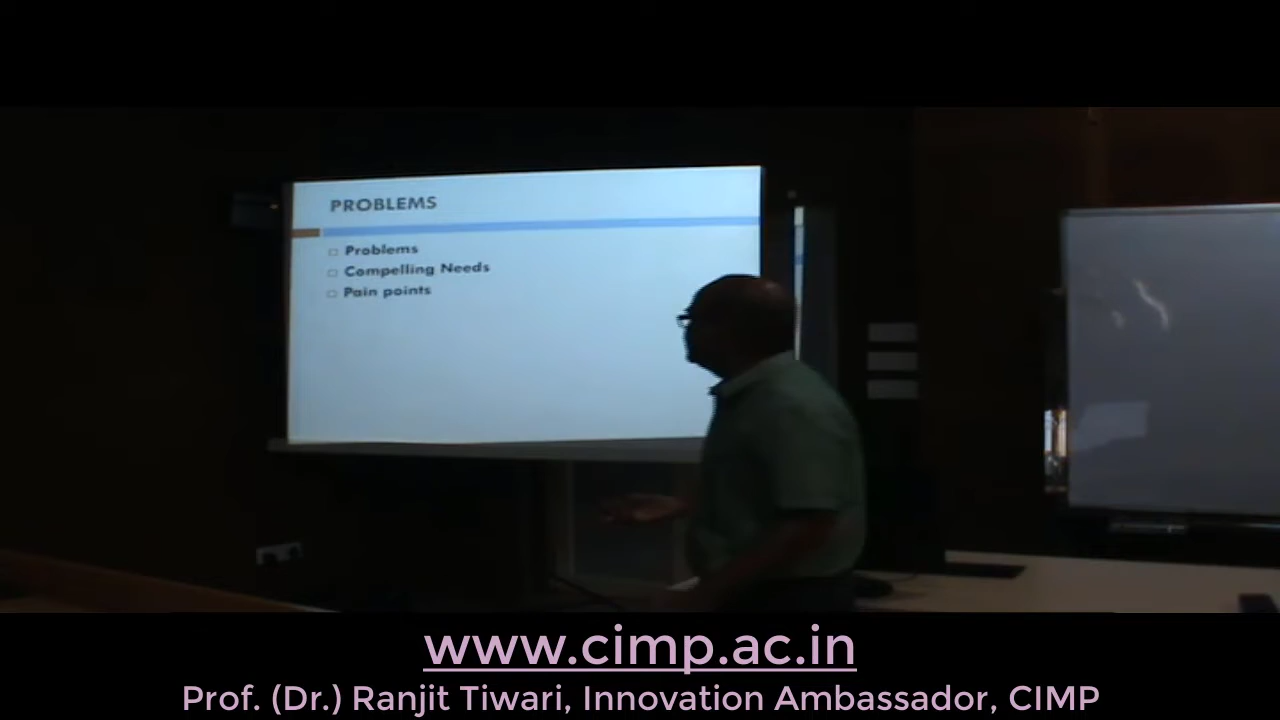 PROBLEMS
Problems
Compelling Needs
Pain points
www.cimp.ac.in
Prof. (Dr.) Ranjit Tiwari, Innovation Ambassador, CIMP